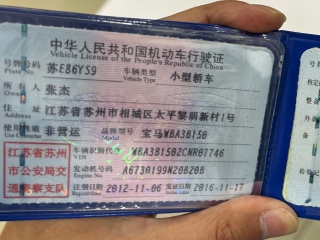 中华人民共和国机动车行驶证
Vehicle License of the People's Republic of China
号牌号码 苏E86YS9 车辆类型 小型轿车
Plate No. Vehicle Type
所有人 张杰
Owner
住址 江苏省苏州市相城区太平黎明新村1号
Address
使用性质 非营运 品牌型号 宝马WBA3B150
Model
江苏省苏州 车辆识别代号 WBA3B1502CNR07746
VIN
市公安局交 发动机号码 A6730199N20B20B
Engine No.
通警察支队 注册日期 2012-11-06 发证日期 2016-11-17